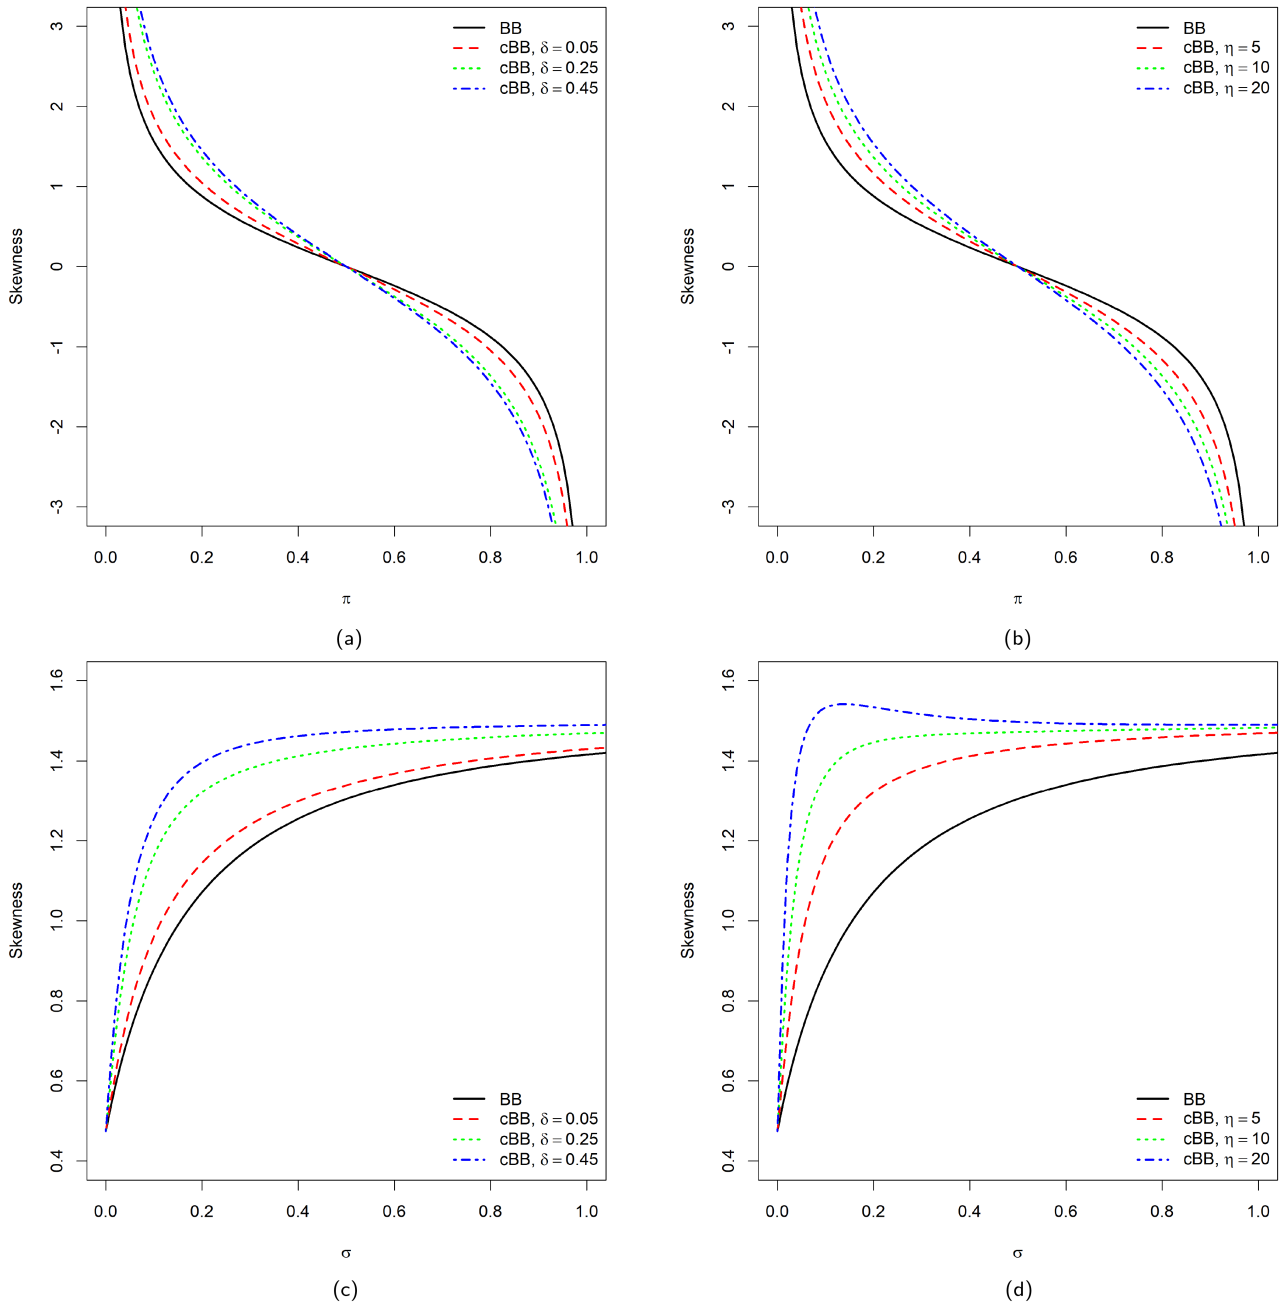 BB
cBB, δ = 0.05
cBB, δ = 0.25
cBB, δ = 0.45
3
2
1
0
-1
-2
-3
Skewness
0.0 0.2 0.4 0.6 0.8 1.0
π
(a)
BB
cBB, η = 5
cBB, η = 10
cBB, η = 20
3
2
1
0
-1
-2
-3
Skewness
0.0 0.2 0.4 0.6 0.8 1.0
π
(b)
1.6
1.4
1.2
1.0
0.8
0.6
0.4
Skewness
BB
cBB, δ = 0.05
cBB, δ = 0.25
cBB, δ = 0.45
0.0 0.2 0.4 0.6 0.8 1.0
σ
(c)
1.6
1.4
1.2
1.0
0.8
0.6
0.4
Skewness
BB
cBB, η = 5
cBB, η = 10
cBB, η = 20
0.0 0.2 0.4 0.6 0.8 1.0
σ
(d)